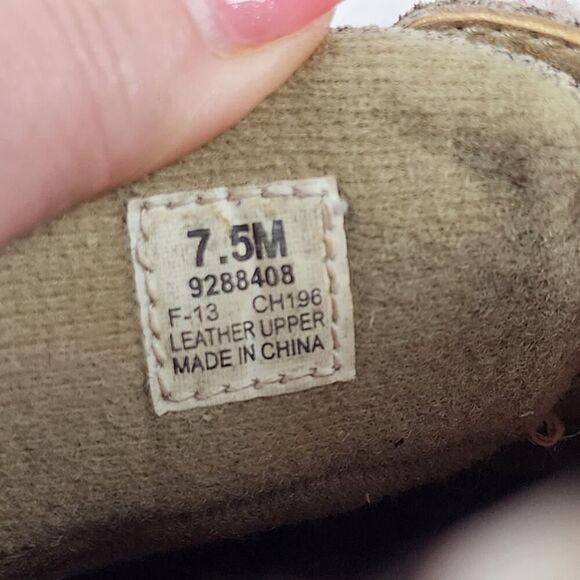 7.5M
9288408
F-13 CH196
LEATHER UPPER
MADE IN CHINA